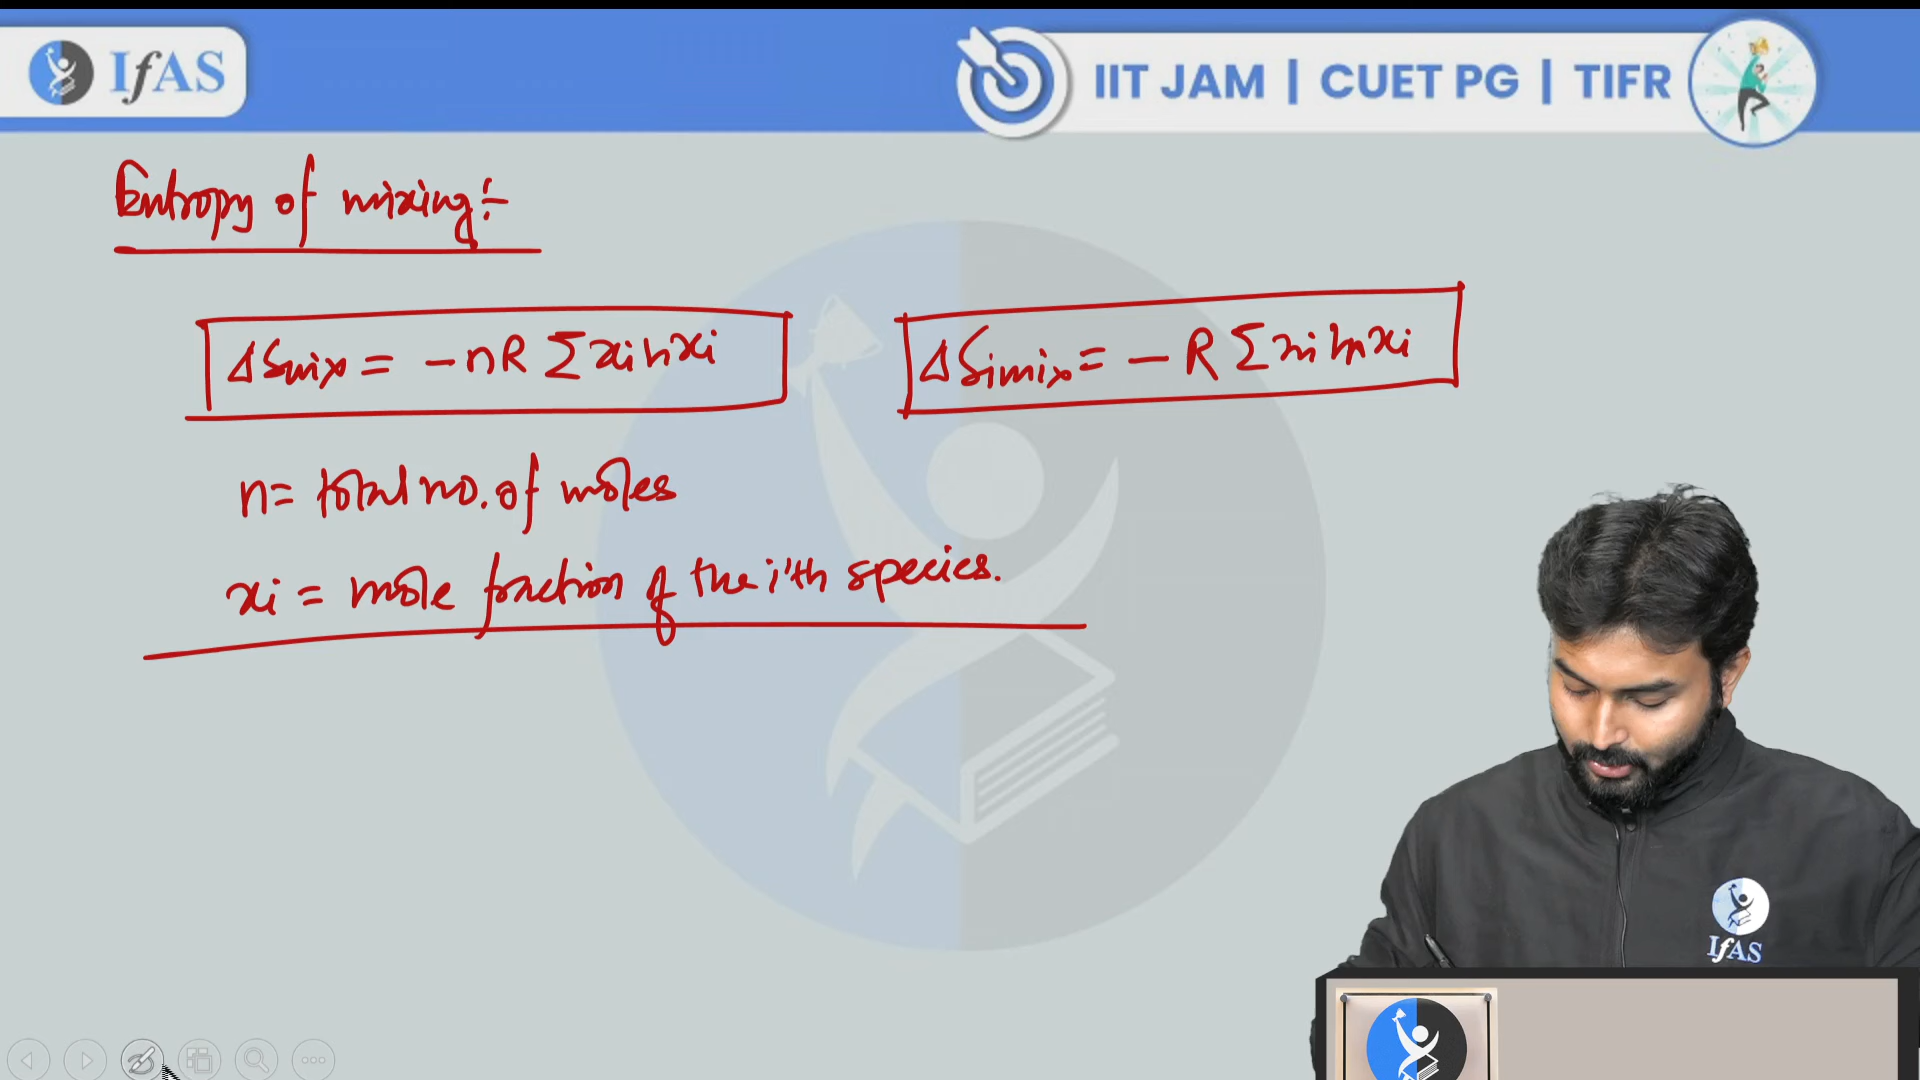 IfAS
IIT JAM | CUET PG | TIFR
Entropy of mixing :-
ΔSmix = -nR Σxi ln xi
ΔSimix = - R Σni ln xi
n = total no. of moles
xi = mole fraction of the i'th species.
IfAS